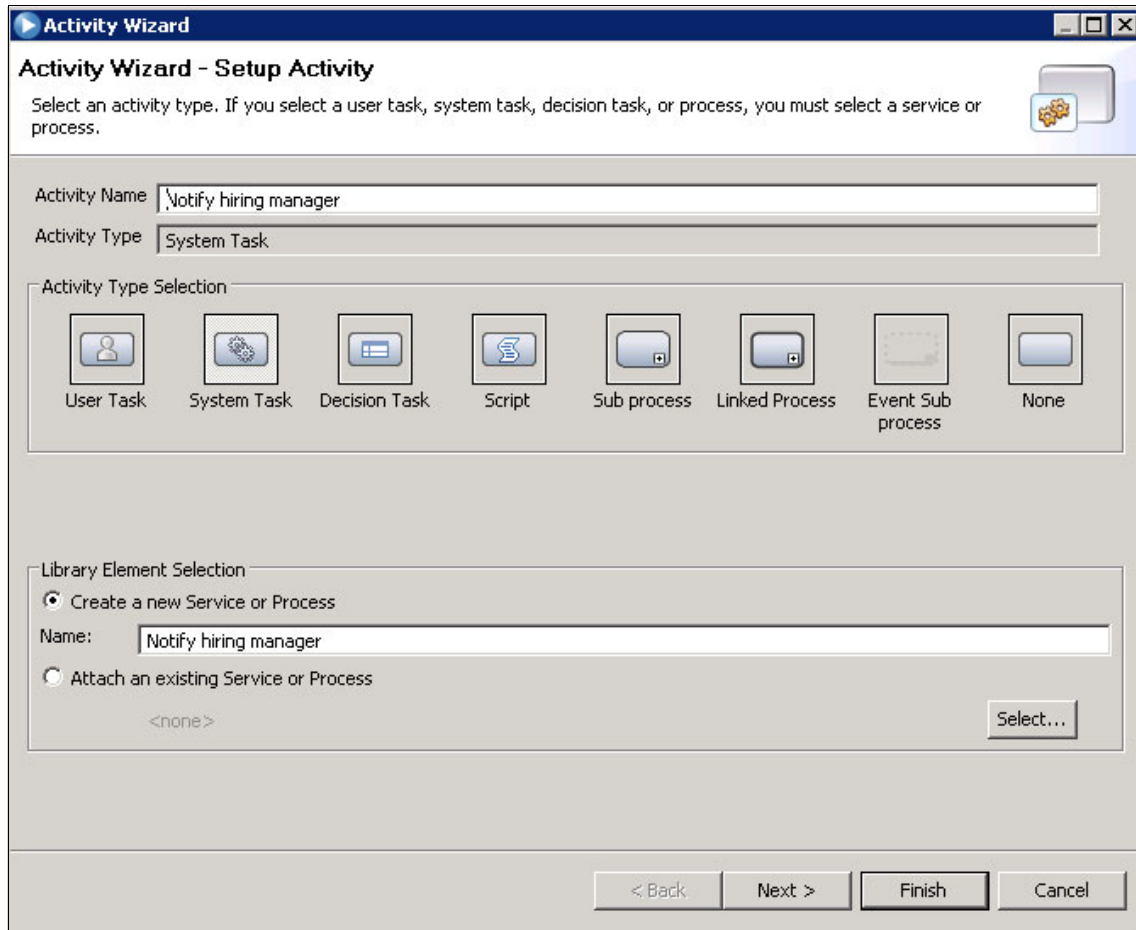 Activity Wizard
Activity Wizard - Setup Activity
Select an activity type. If you select a user task, system task, decision task, or process, you must select a service or
process.
Activity Name Notify hiring manager
Activity Type System Task
Activity Type Selection
User Task System Task Decision Task Script Sub process Linked Process Event Sub process None
Library Element Selection
Create a new Service or Process
Name: Notify hiring manager
Attach an existing Service or Process
<none> Select...
< Back Next > Finish Cancel